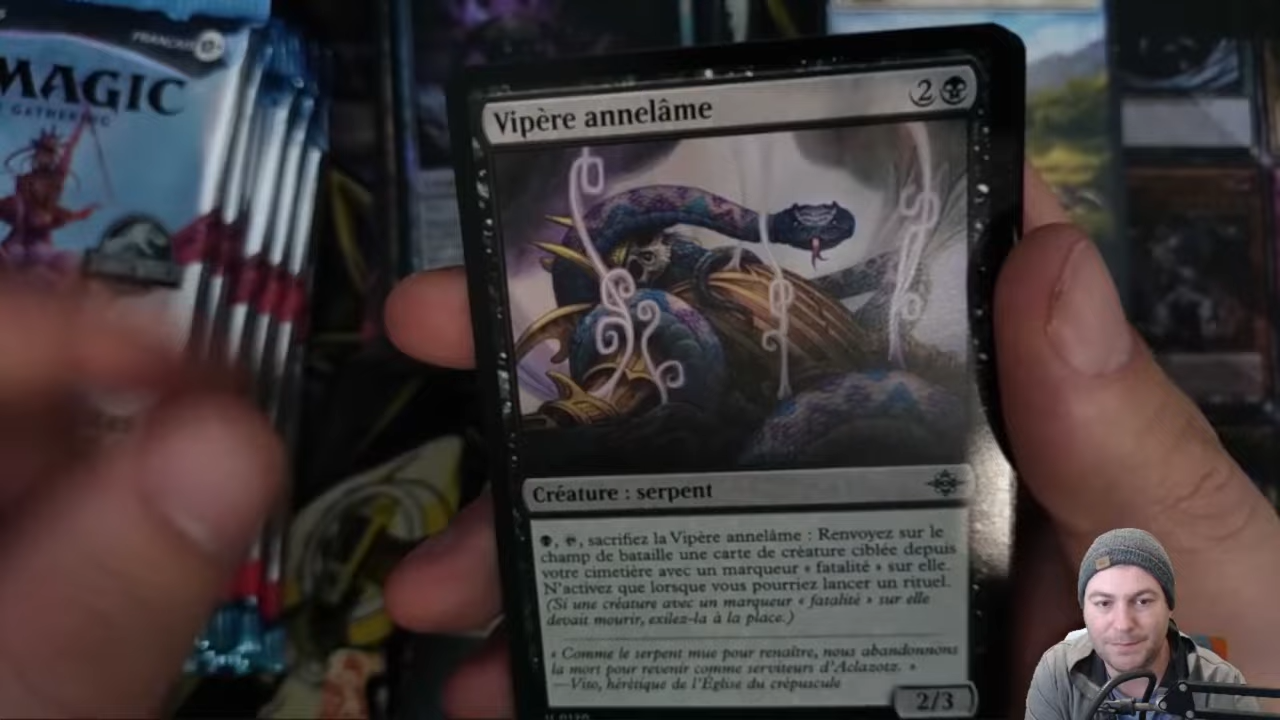 FRANÇAIS
MAGIC
GATHERING
Vipère annelâme
2
Créature : serpent
, sacrifiez la Vipère annelâme : Renvoyez sur le
champ de bataille une carte de créature ciblée depuis
votre cimetière avec un marqueur « fatalité » sur elle.
N'activez que lorsque vous pourriez lancer un rituel.
(Si une créature avec un marqueur « fatalité » sur elle
devait mourir, exilez-la à la place.)
« Comme le serpent mue pour renaître, nous abandonnons
la mort pour revenir comme serviteurs d'Aclazotz. »
—Vito, hérétique de l'Église du crépuscule
2/3